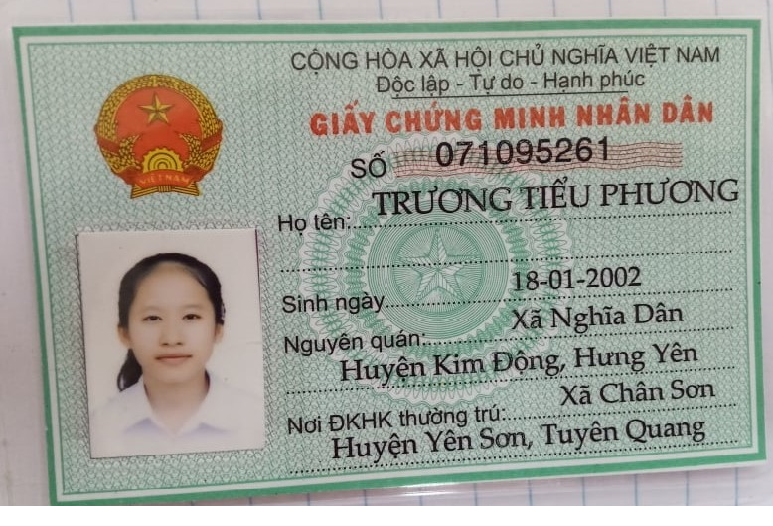 CỘNG HÒA XÃ HỘI CHỦ NGHĨA VIỆT NAM
Độc lập - Tự do - Hạnh phúc
GIẤY CHỨNG MINH NHÂN DÂN
SỐ 071095261
Họ tên: TRƯƠNG TIỂU PHƯƠNG
Sinh ngày 18-01-2002
Nguyên quán: Xã Nghĩa Dân
Huyện Kim Động, Hưng Yên
Nơi ĐKHK thường trú: Xã Chân Sơn
Huyện Yên Sơn, Tuyên Quang
VIỆT NAM